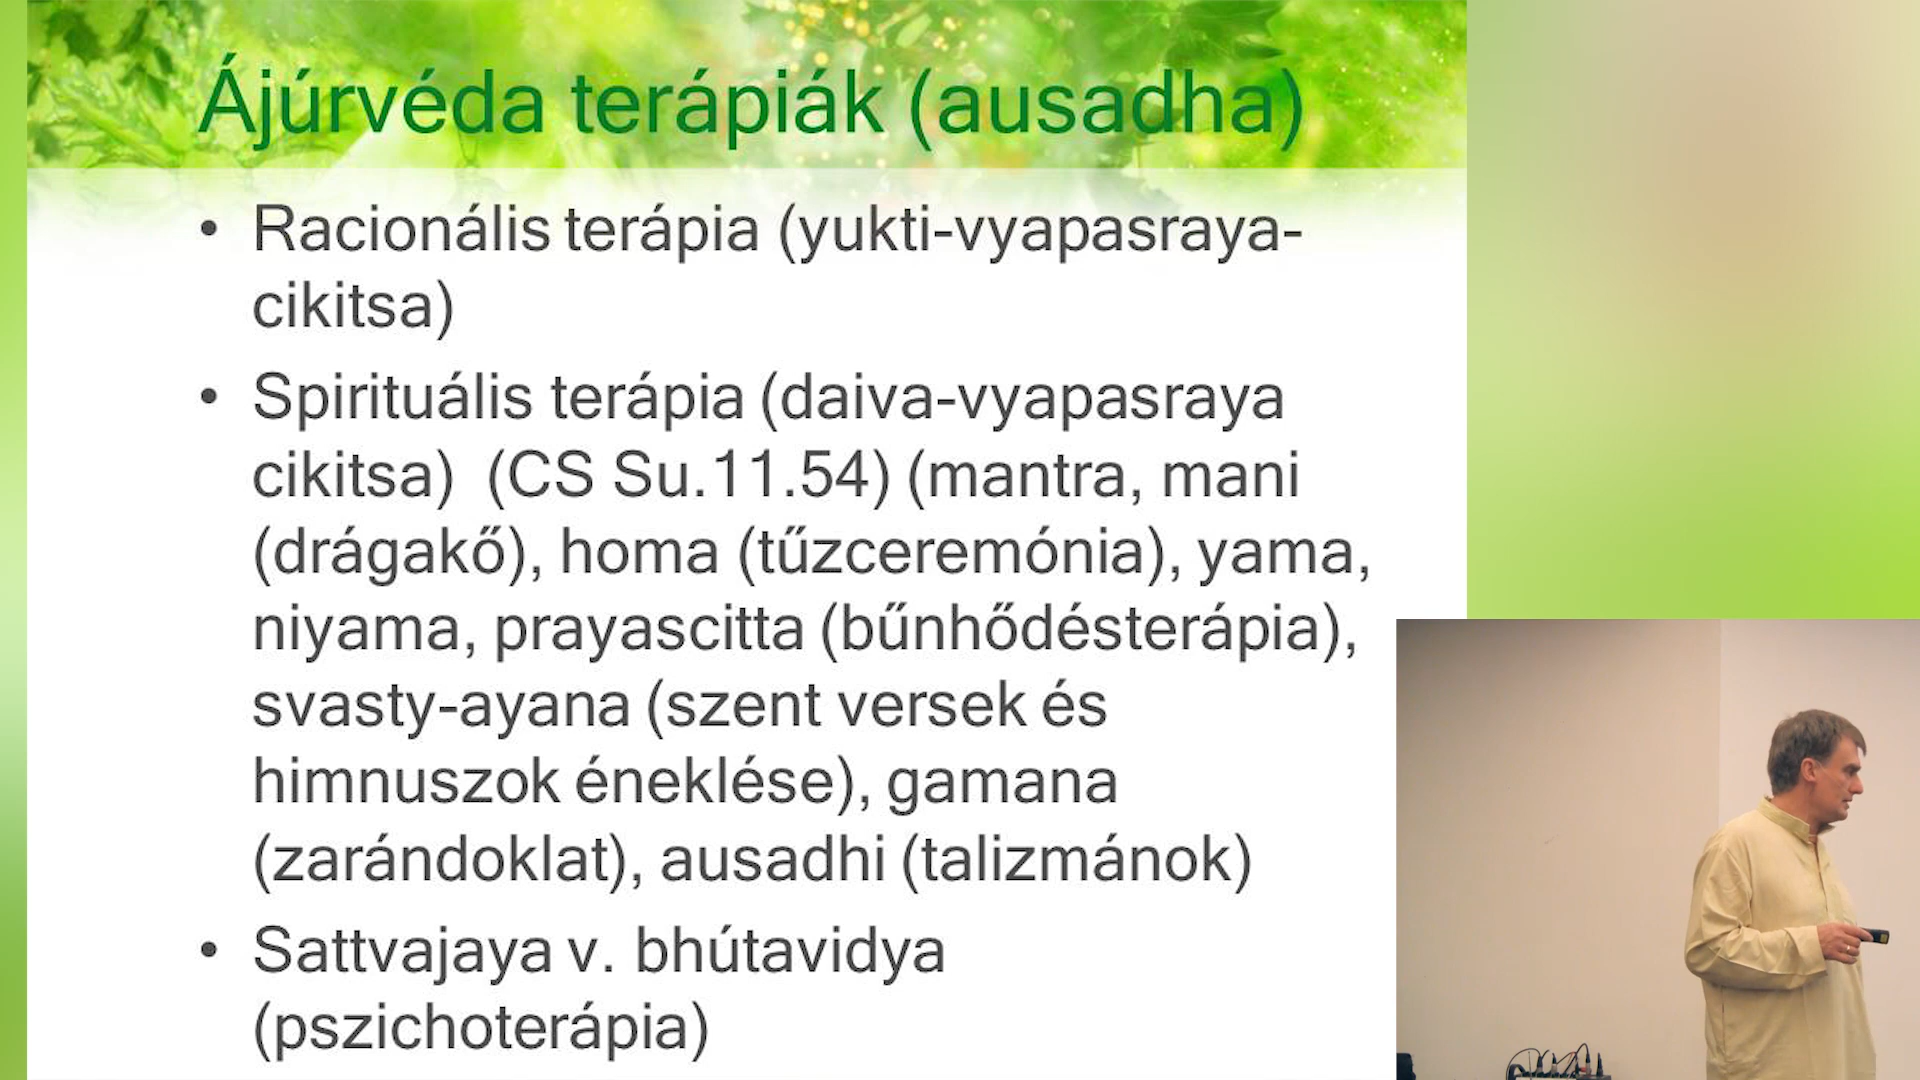 Ájúrvéda terápiák (ausadha)
• Racionális terápia (yukti-vyapasraya-
cikitsa)
• Spirituális terápia (daiva-vyapasraya
cikitsa) (CS Su.11.54) (mantra, mani
(drágakő), homa (tűzceremónia), yama,
niyama, prayascitta (bűnhődésterápia),
svasty-ayana (szent versek és
himnuszok éneklése), gamana
(zarándoklat), ausadhi (talizmánok)
• Sattvajaya v. bhútavidya
(pszichoterápia)